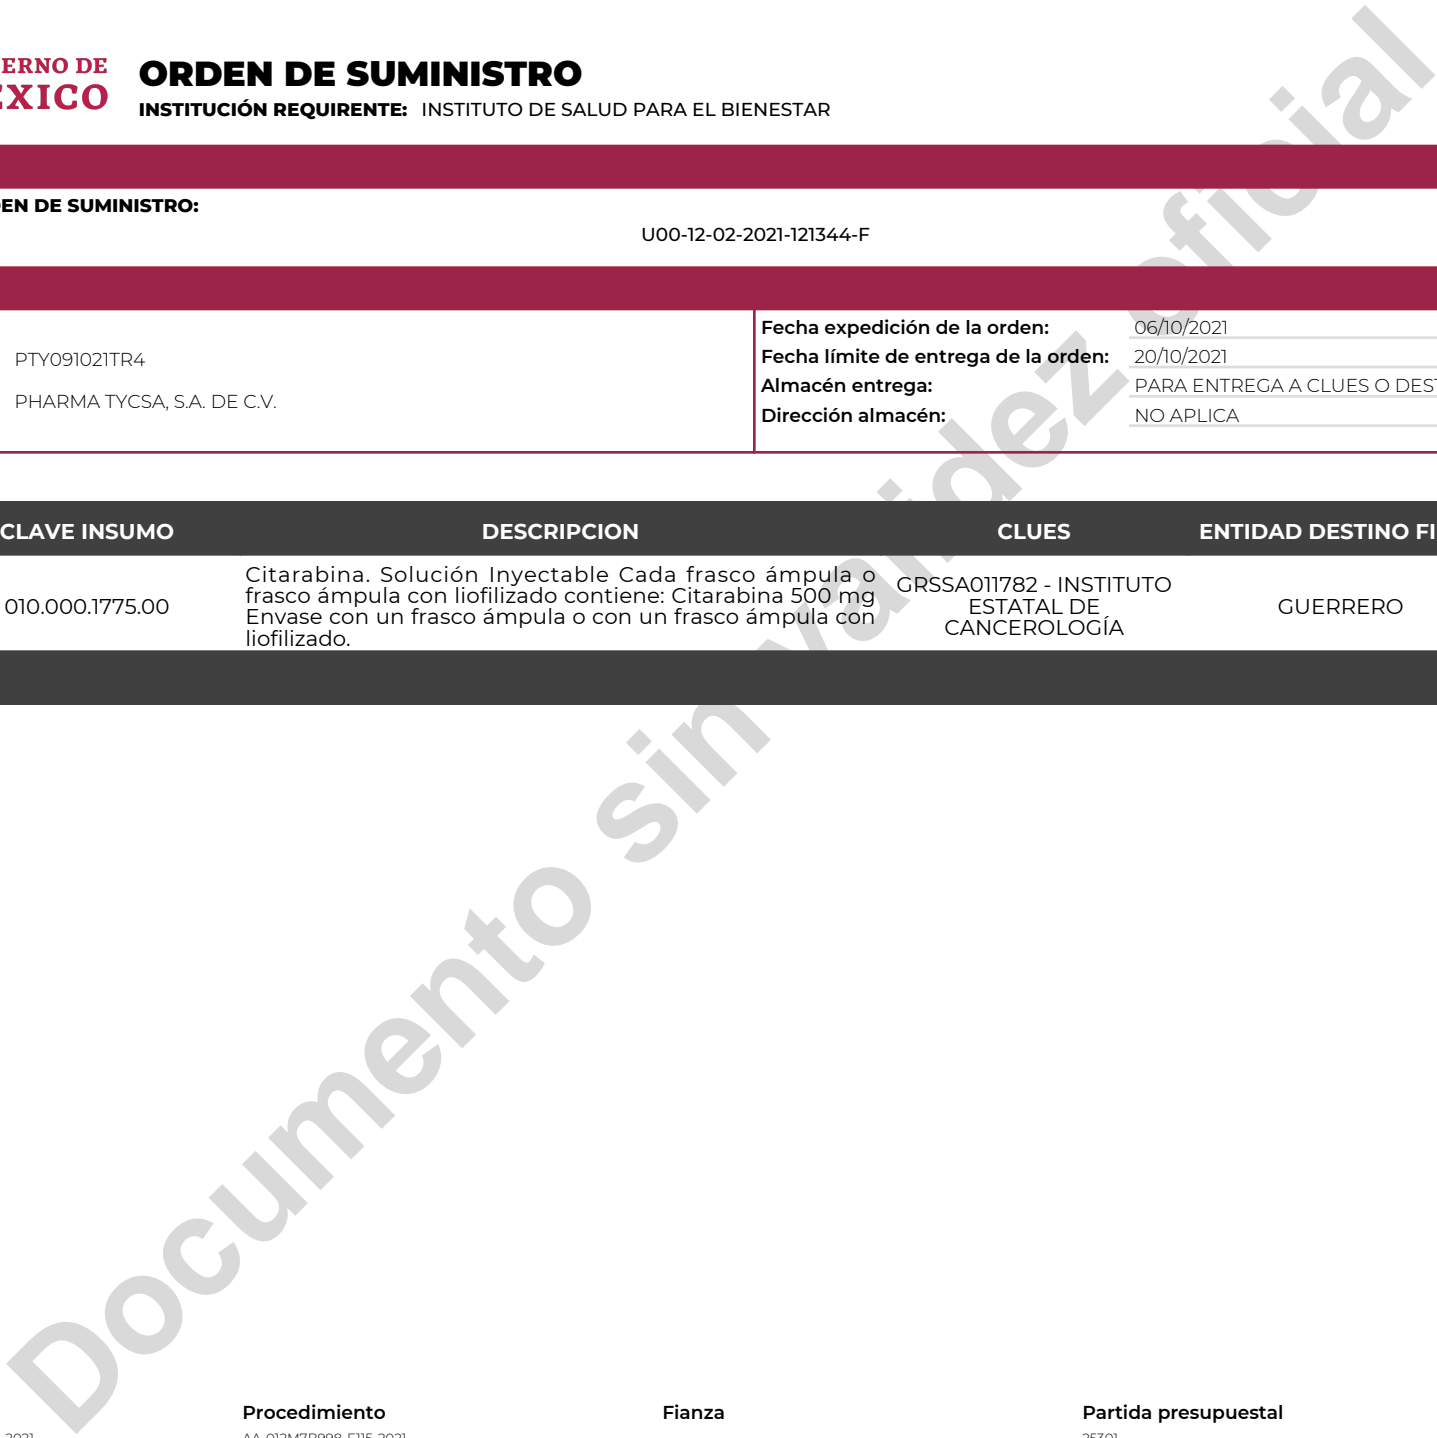 ERNO DE
EXICO
ORDEN DE SUMINISTRO
INSTITUCIÓN REQUIRENTE: INSTITUTO DE SALUD PARA EL BIENESTAR
EN DE SUMINISTRO:
U00-12-02-2021-121344-F
PTY091021TR4
PHARMA TYCSA, S.A. DE C.V.
Fecha expedición de la orden: 06/10/2021
Fecha límite de entrega de la orden: 20/10/2021
Almacén entrega: PARA ENTREGA A CLUES O DEST
Dirección almacén: NO APLICA
CLAVE INSUMO DESCRIPCION CLUES ENTIDAD DESTINO FI
010.000.1775.00
Citarabina. Solución Inyectable Cada frasco ámpula o
frasco ámpula con liofilizado contiene: Citarabina 500 mg
Envase con un frasco ámpula o con un frasco ámpula con
liofilizado.
GRSSA011782 - INSTITUTO
ESTATAL DE
CANCEROLOGÍA
GUERRERO
Documento sin validez oficial
Procedimiento Fianza Partida presupuestal